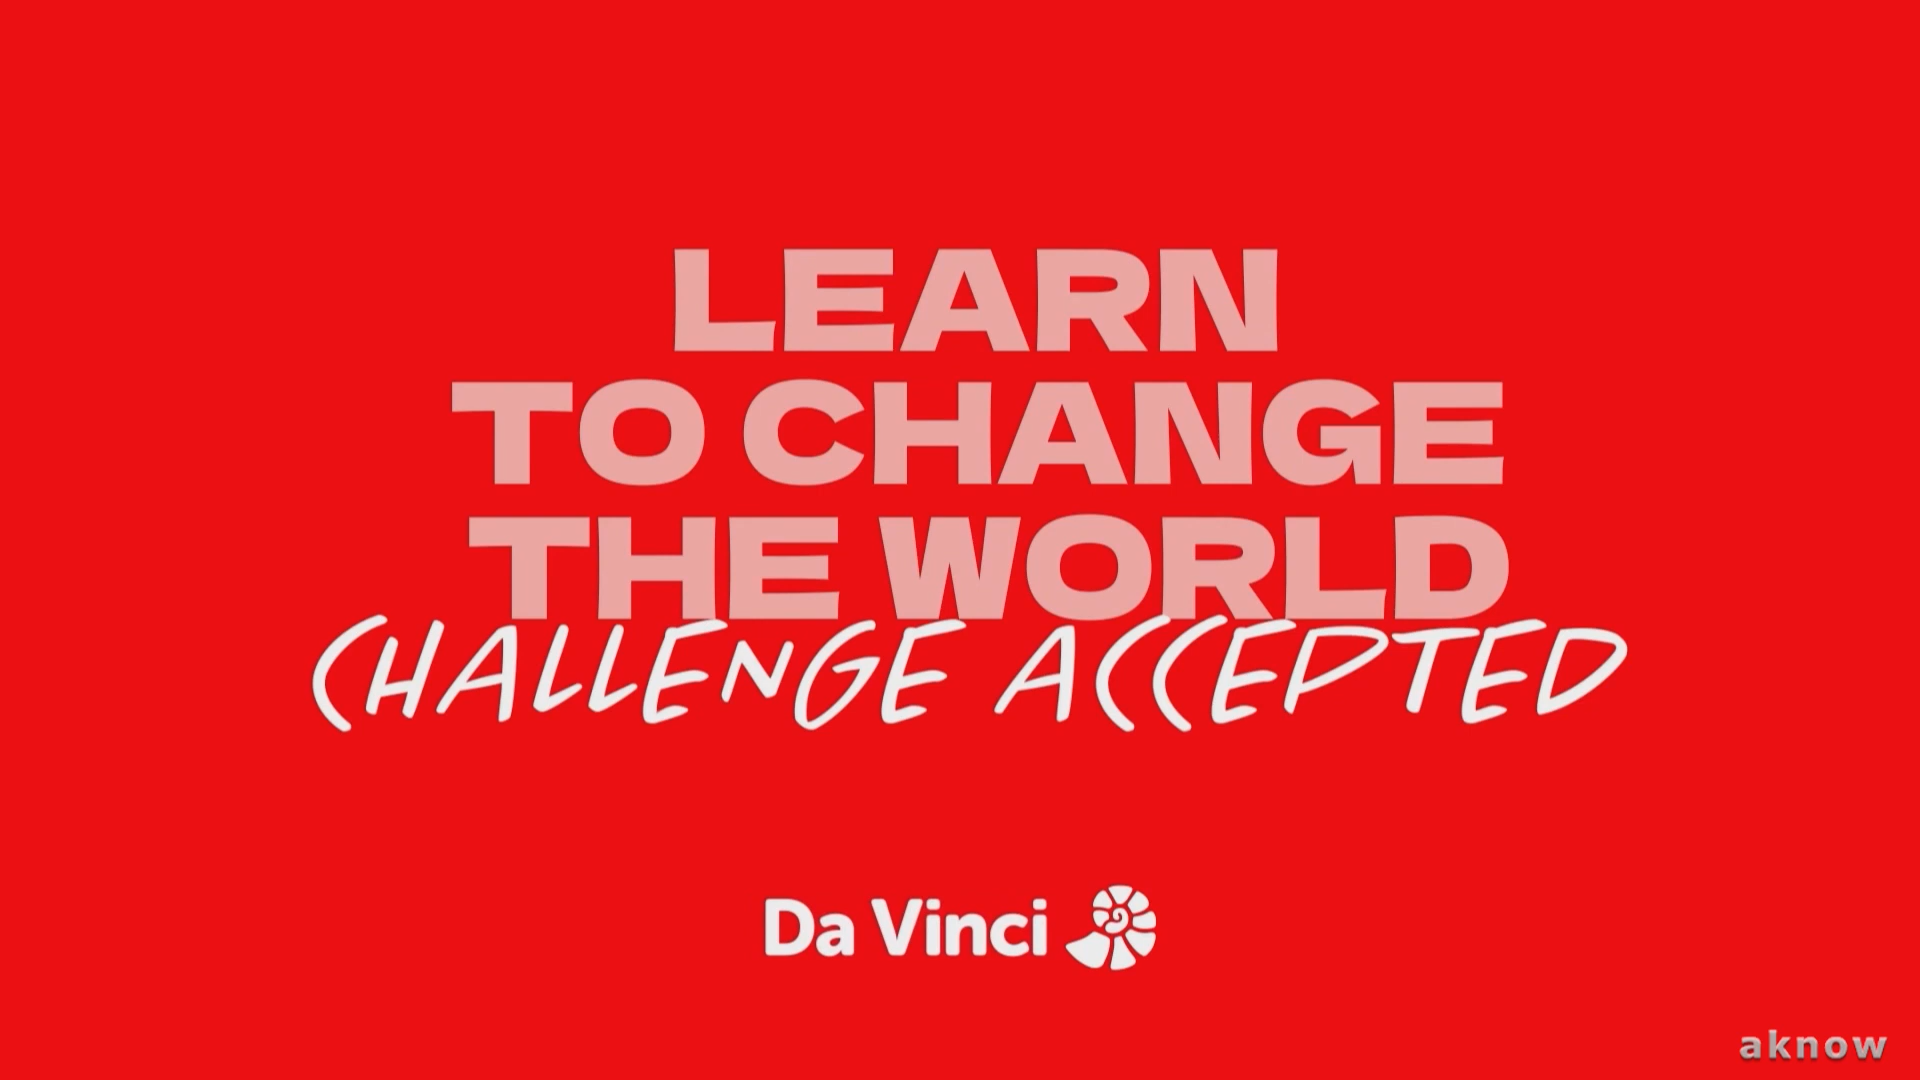 LEARN
TO CHANGE
THE WORLD
CHALLENGE ACCEPTED
Da Vinci
aknow